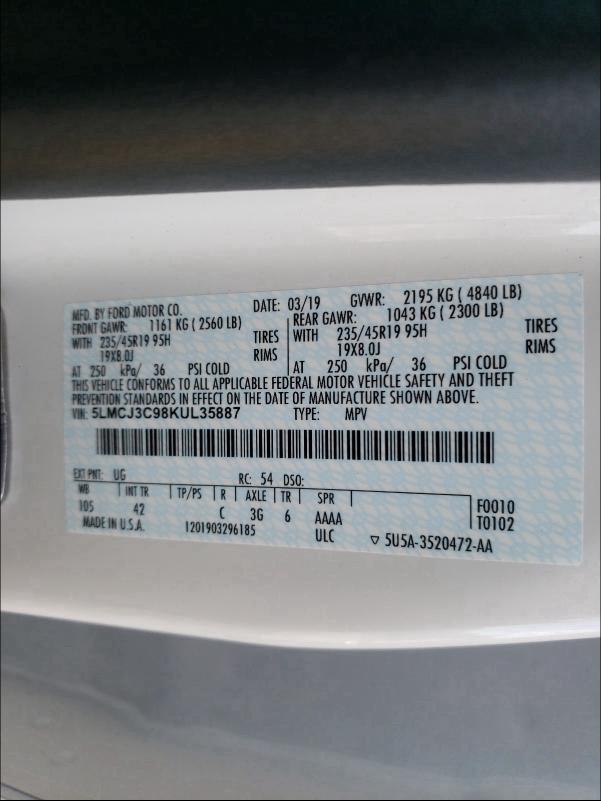 MFD. BY FORD MOTOR CO. DATE: 03/19 GVWR: 2195 KG ( 4840 LB)
FRONT GAWR: 1161 KG ( 2560 LB) REAR GAWR: 1043 KG ( 2300 LB)
WITH 235/45R19 95H TIRES WITH 235/45R19 95H TIRES
19X8.0J RIMS 19X8.0J RIMS
AT 250 kPa/ 36 PSI COLD AT 250 kPa/ 36 PSI COLD
THIS VEHICLE CONFORMS TO ALL APPLICABLE FEDERAL MOTOR VEHICLE SAFETY AND THEFT
PREVENTION STANDARDS IN EFFECT ON THE DATE OF MANUFACTURE SHOWN ABOVE.
VIN: 5LMCJ3C98KUL35887 TYPE: MPV
EXT PNT: UG RC: 54 DSO:
WB INT TR TP/PS R AXLE TR SPR
105 42 C 3G 6 AAAA F0010
MADE IN U.S.A. 1201903296185 ULC T0102
▽ 5U5A-3520472-AA